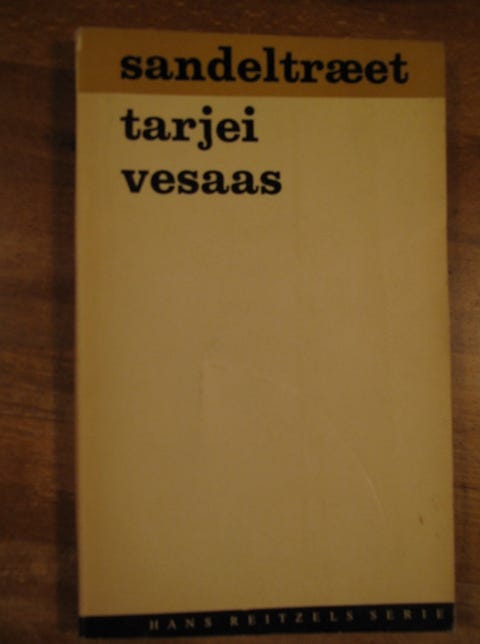 sandeltræet
tarjei
vesaas
HANS REITZELS SERIE